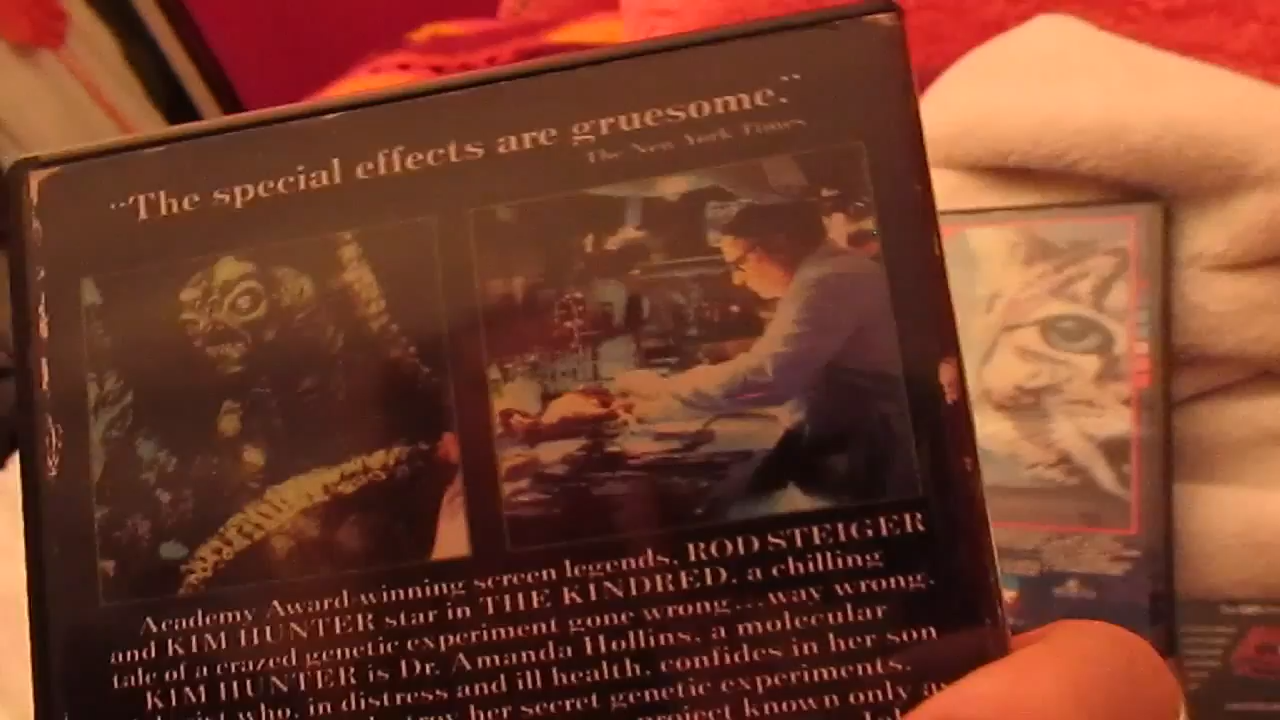 “The special effects are gruesome.”
The New York Times
Academy Award-winning screen legends, ROD STEIGER
and KIM HUNTER star in THE KINDRED, a chilling
tale of a crazed genetic experiment gone wrong...way wrong.
KIM HUNTER is Dr. Amanda Hollins, a molecular
who, in distress and ill health, confides in her son
her secret genetic experiments.
project known only as